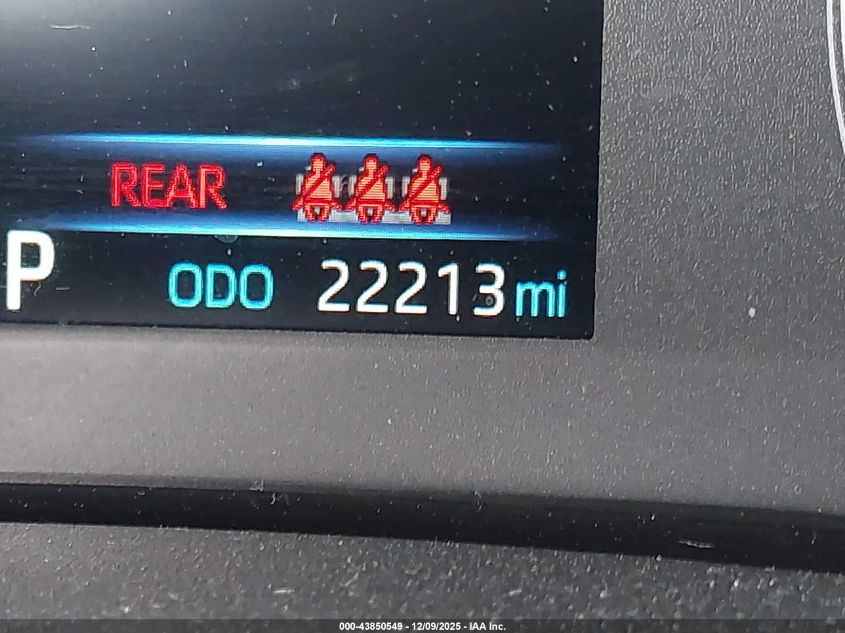 REAR
P ODO 22213 mi
000-43850549 - 12/09/2025 - IAA Inc.